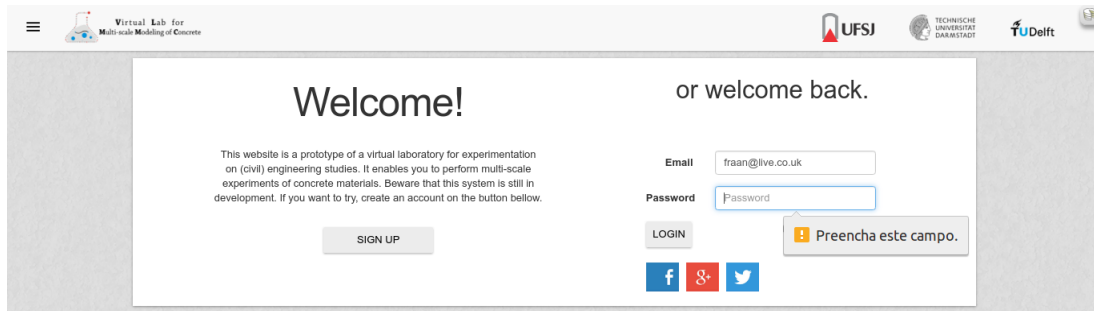 Virtual Lab for
Multi-scale Modeling of Concrete
UFSJ
TECHNISCHE
UNIVERSITAT
DARMSTADT
TUDelft
Welcome!
This website is a prototype of a virtual laboratory for experimentation
on (civil) engineering studies. It enables you to perform multi-scale
experiments of concrete materials. Beware that this system is still in
development. If you want to try, create an account on the button bellow.
SIGN UP
or welcome back.
Email fraan@live.co.uk
Password Password
LOGIN
Preencha este campo.
f 8+